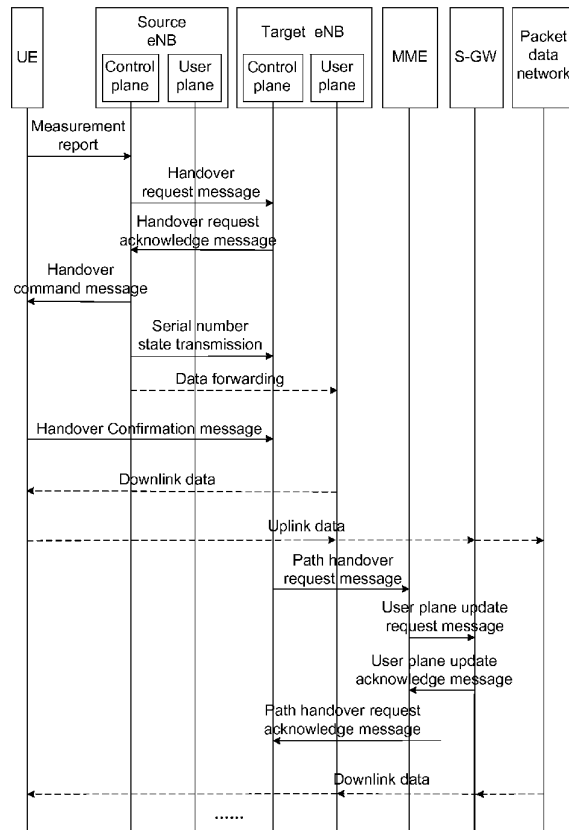 Source
eNB
Target eNB
Packet
data
network
UE
MME
S-GW
Control
plane
User
plane
Control
plane
User
plane
Measurement
report
Handover
request message
Handover request
acknowledge message
Handover
command message
Serial number
state transmission
Data forwarding
Handover Confirmation message
Downlink data
Uplink data
Path handover
request message
User plane update
request message
User plane update
acknowledge message
Path handover request
acknowledge message
Downlink data
......